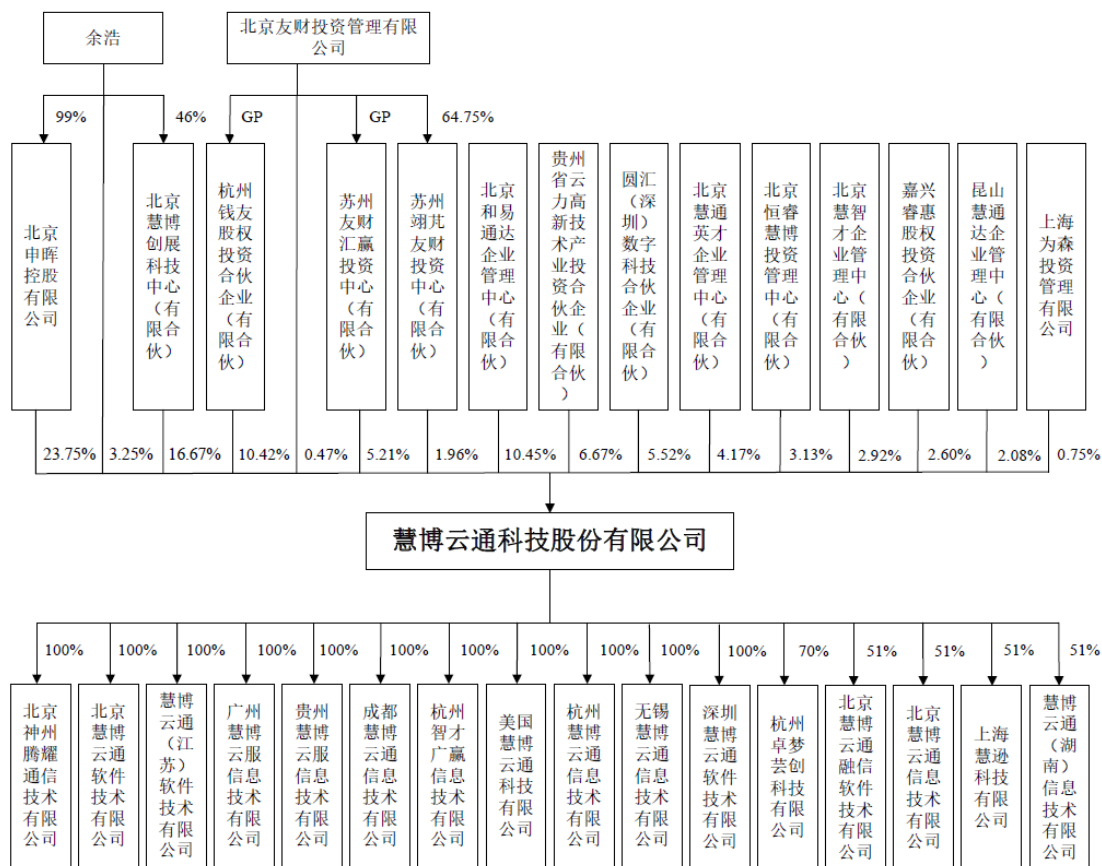 余浩
北京友财投资管理有限
公司
99%
46%
GP
GP
64.75%
北京
申晖
控股
有限
公司
北京
慧博
创展
科技
中心
（有
限合
伙）
杭州
钱友
股权
投资
合伙
企业
（有
限合
伙）
苏州
友财
汇赢
投资
中心
（有
限合
伙）
苏州
翊芃
友财
投资
中心
（有
限合
伙）
北京
和易
通达
企业
管理
中心
（有
限合
伙）
贵州
省云
力高
新技
术产
业投
资合
伙企
业（
有限
合伙
）
圆汇
（深
圳）
数字
科技
合伙
企业
（有
限合
伙）
北京
慧通
英才
企业
管理
中心
（有
限合
伙）
北京
恒睿
慧博
投资
管理
中心
（有
限合
伙）
北京
慧智
才企
业管
理中
心（
有限
合伙
）
嘉兴
睿惠
股权
投资
合伙
企业
（有
限合
伙）
昆山
慧通
达企
业管
理中
心（
有限
合伙
）
上海
为森
投资
管理
有限
公司
23.75%
3.25%
16.67%
10.42%
0.47%
5.21%
1.96%
10.45%
6.67%
5.52%
4.17%
3.13%
2.92%
2.60%
2.08%
0.75%
慧博云通科技股份有限公司
100%
100%
100%
100%
100%
100%
100%
100%
100%
100%
100%
70%
51%
51%
51%
51%
北京
神州
腾耀
通信
技术
有限
公司
北京
慧博
云通
软件
技术
有限
公司
慧博
云通
（江
苏）
软件
技术
有限
公司
广州
慧博
云服
信息
技术
有限
公司
贵州
慧博
云服
信息
技术
有限
公司
成都
慧博
云通
信息
技术
有限
公司
杭州
智才
广赢
信息
技术
有限
公司
美国
慧博
云通
科技
有限
公司
杭州
慧博
云通
信息
技术
有限
公司
无锡
慧博
云通
信息
技术
有限
公司
深圳
慧博
云通
软件
技术
有限
公司
杭州
卓梦
芸创
科技
有限
公司
北京
慧博
云通
融信
软件
技术
有限
公司
北京
慧博
云通
信息
技术
有限
公司
上海
慧逊
科技
有限
公司
慧博
云通
（湖
南）
信息
技术
有限
公司